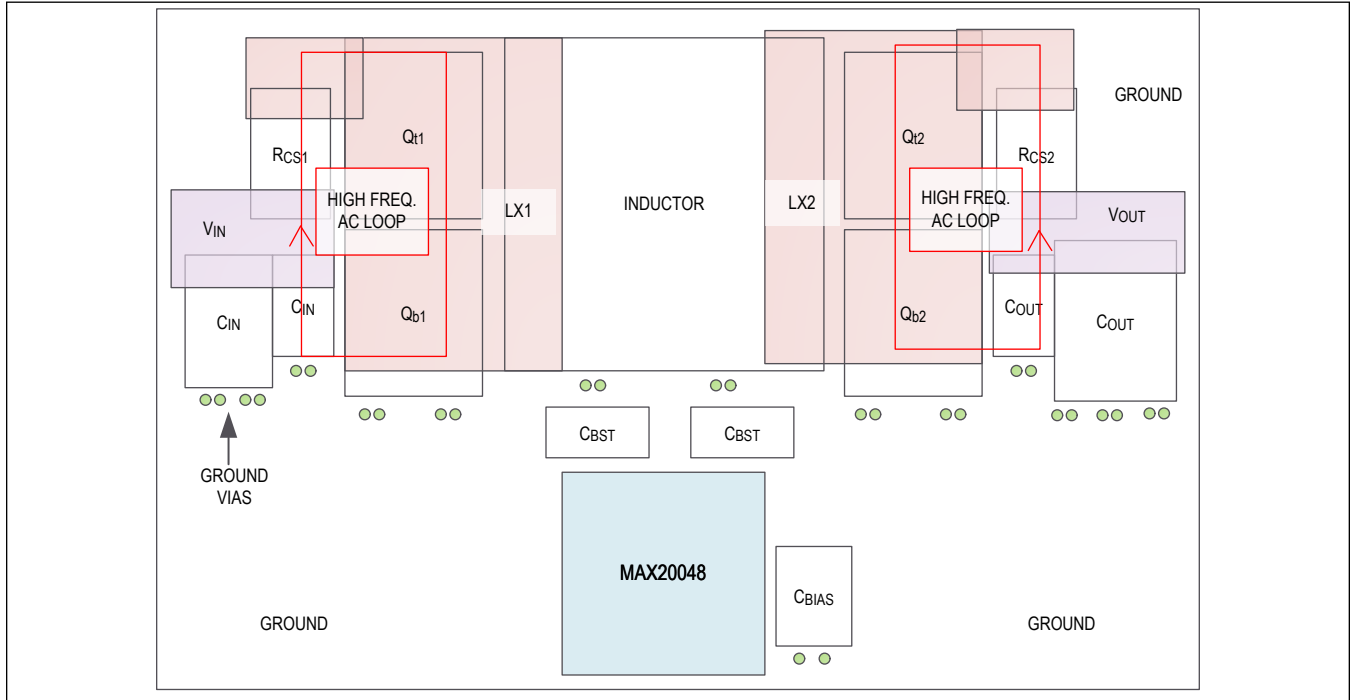 GROUND
Qt1
Qt2
RCS1
RCS2
HIGH FREQ.
AC LOOP
LX1
INDUCTOR
LX2
HIGH FREQ.
AC LOOP
VIN
VOUT
CIN
CIN
Qb1
Qb2
COUT
COUT
CBST
CBST
GROUND
VIAS
MAX20048
CBIAS
GROUND
GROUND